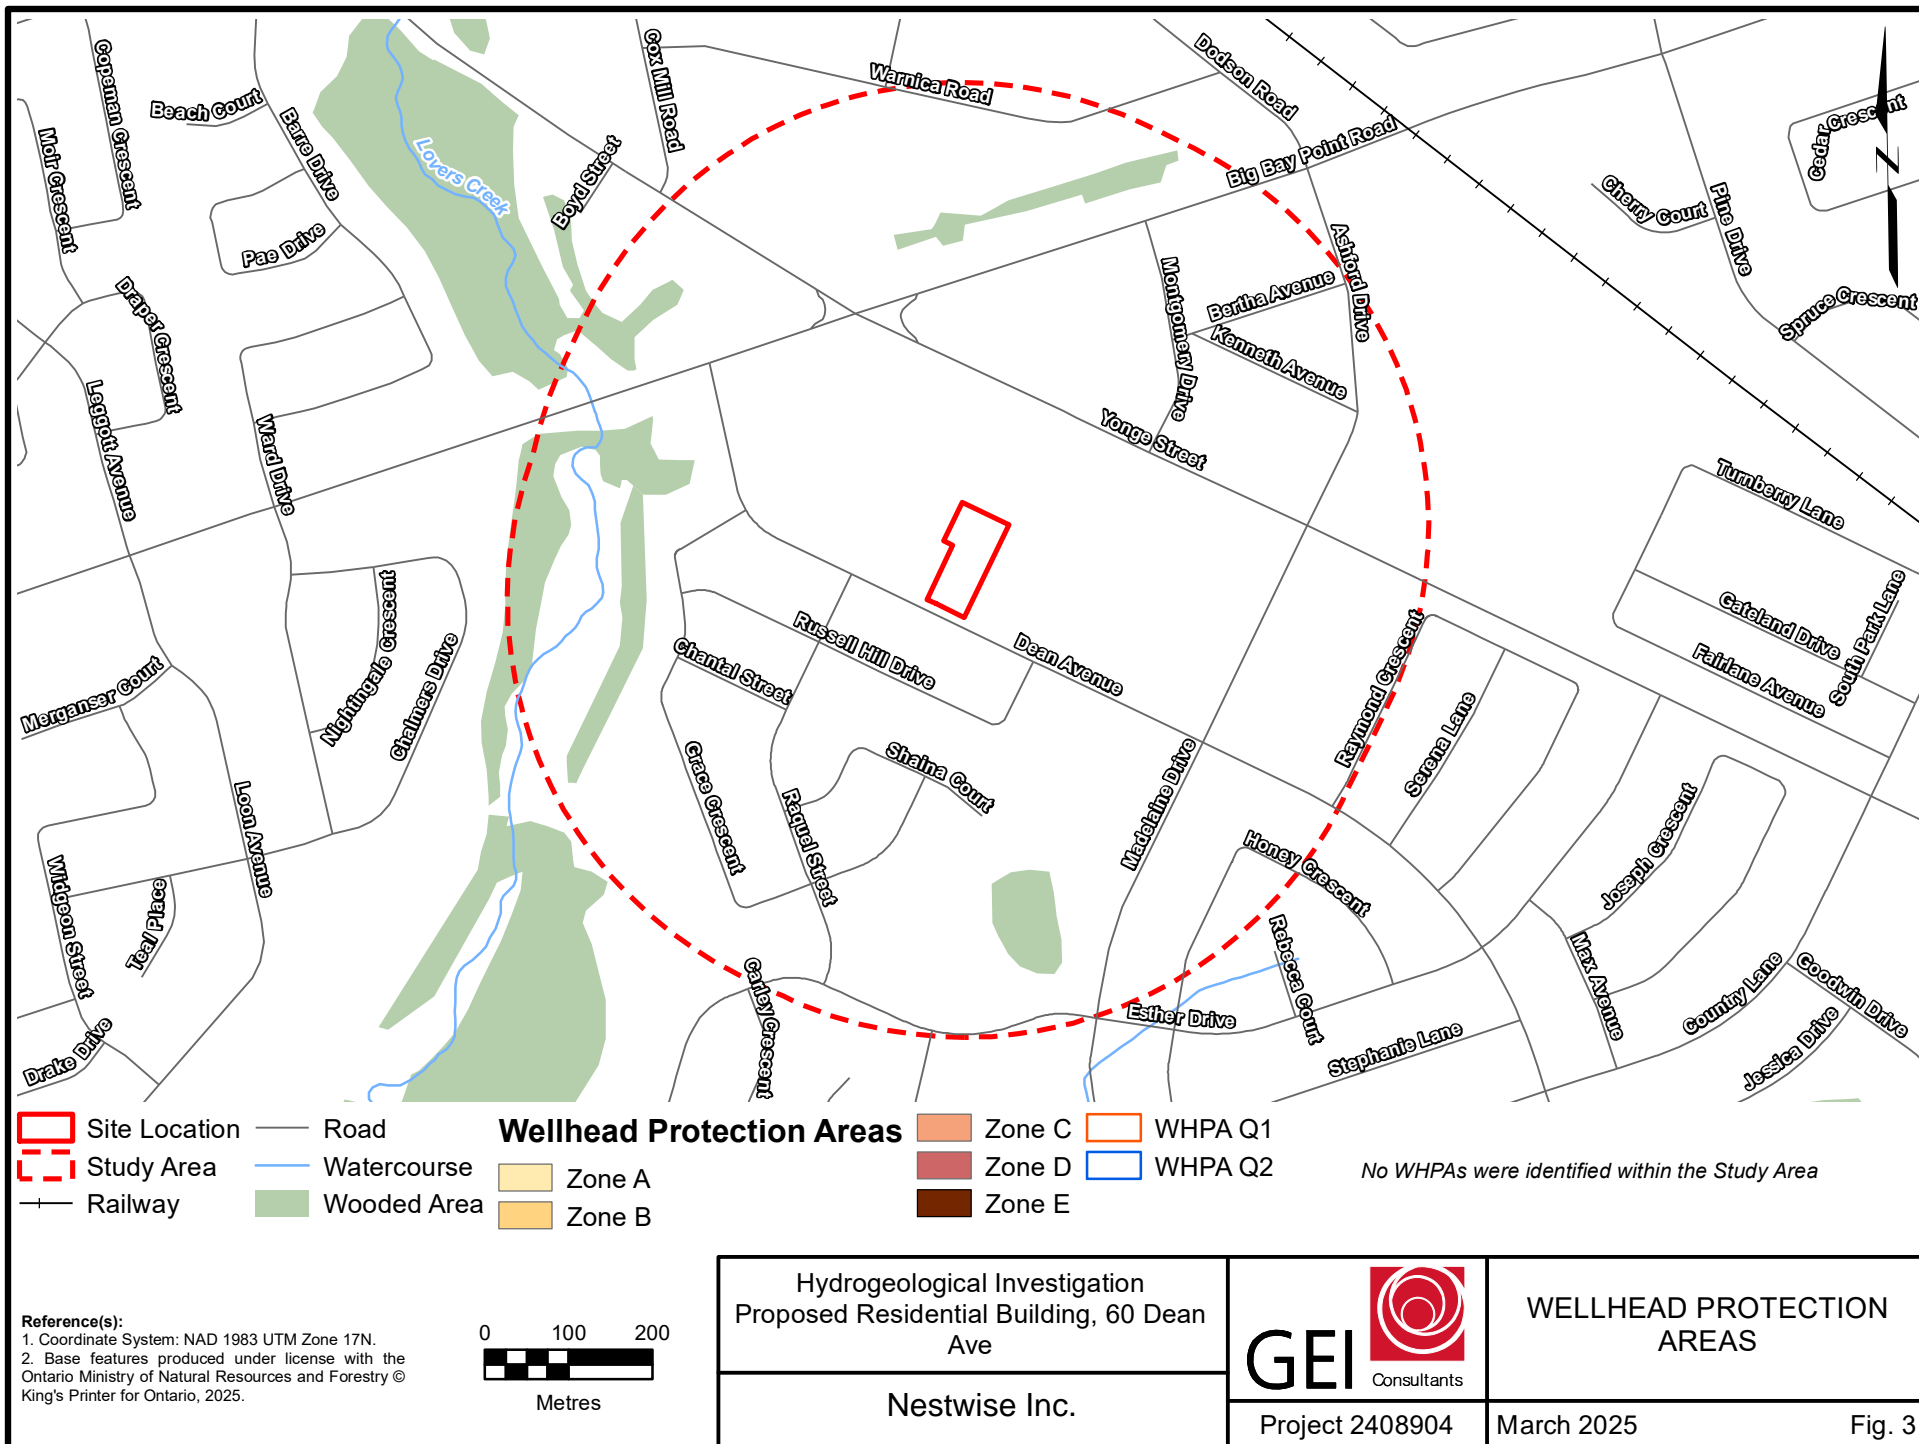 Copeman Crescent
Beach Court
Barre Drive
Moir Crescent
Pae Drive
Draper Crescent
Leggott Avenue
Ward Drive
Lovers Creek
Boyd Street
Cox Mill Road
Warnica Road
Dodson Road
Big Bay Point Road
Cedar Crescent
Cherry Court
Pine Drive
Spruce Crescent
N
Ashford Drive
Montgomery Drive
Bertha Avenue
Kenneth Avenue
Yonge Street
Turnberry Lane
Gateland Drive
South Park Lane
Fairlane Avenue
Nightingale Crescent
Chalmers Drive
Merganser Court
Loon Avenue
Widgeon Street
Teal Place
Drake Drive
Russell Hill Drive
Chantal Street
Dean Avenue
Grace Crescent
Raquel Street
Shaina Court
Madelaine Drive
Raymond Crescent
Serena Lane
Honey Crescent
Joseph Crescent
Rebecca Court
Max Avenue
Country Lane
Goodwin Drive
Jessica Drive
Carley Crescent
Esther Drive
Stephanie Lane
Site Location
Study Area
Railway
Road
Watercourse
Wooded Area
Wellhead Protection Areas
Zone A
Zone B
Zone C
Zone D
Zone E
WHPA Q1
WHPA Q2
No WHPAs were identified within the Study Area
Reference(s):
1. Coordinate System: NAD 1983 UTM Zone 17N.
2. Base features produced under license with the
Ontario Ministry of Natural Resources and Forestry ©
King's Printer for Ontario, 2025.
0 100 200
Metres
Hydrogeological Investigation
Proposed Residential Building, 60 Dean
Ave
Nestwise Inc.
GEI
Consultants
Project 2408904
WELLHEAD PROTECTION
AREAS
March 2025
Fig. 3